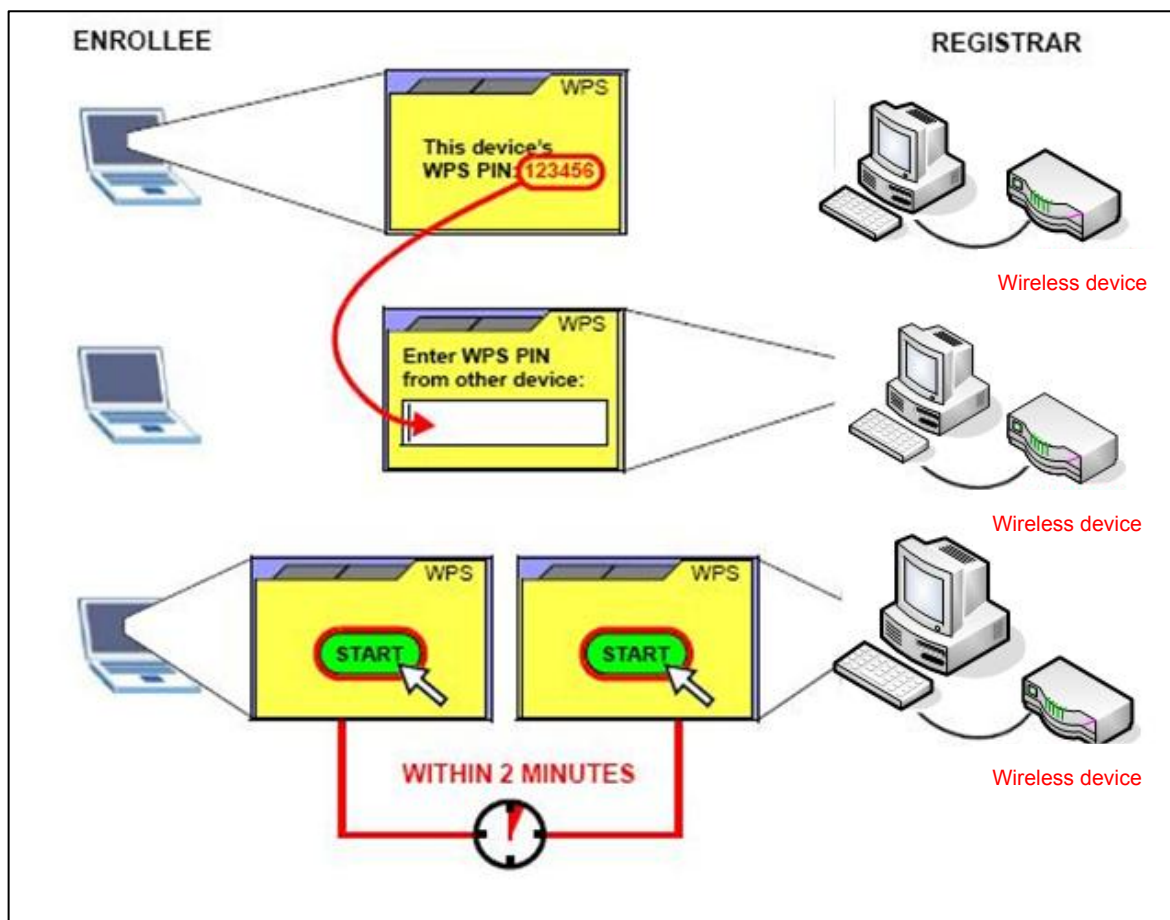 ENROLLEE
REGISTRAR
WPS
This device's
WPS PIN: 123456
Wireless device
WPS
Enter WPS PIN
from other device:
Wireless device
WPS
WPS
START
START
WITHIN 2 MINUTES
Wireless device